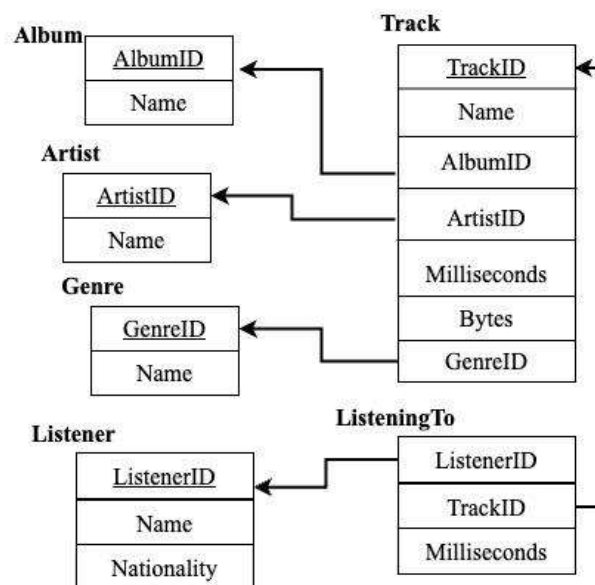 Album
AlbumID
Name
Artist
ArtistID
Name
Genre
GenreID
Name
Track
TrackID
Name
AlbumID
ArtistID
Milliseconds
Bytes
GenreID
Listener
ListenerID
Name
Nationality
ListeningTo
ListenerID
TrackID
Milliseconds